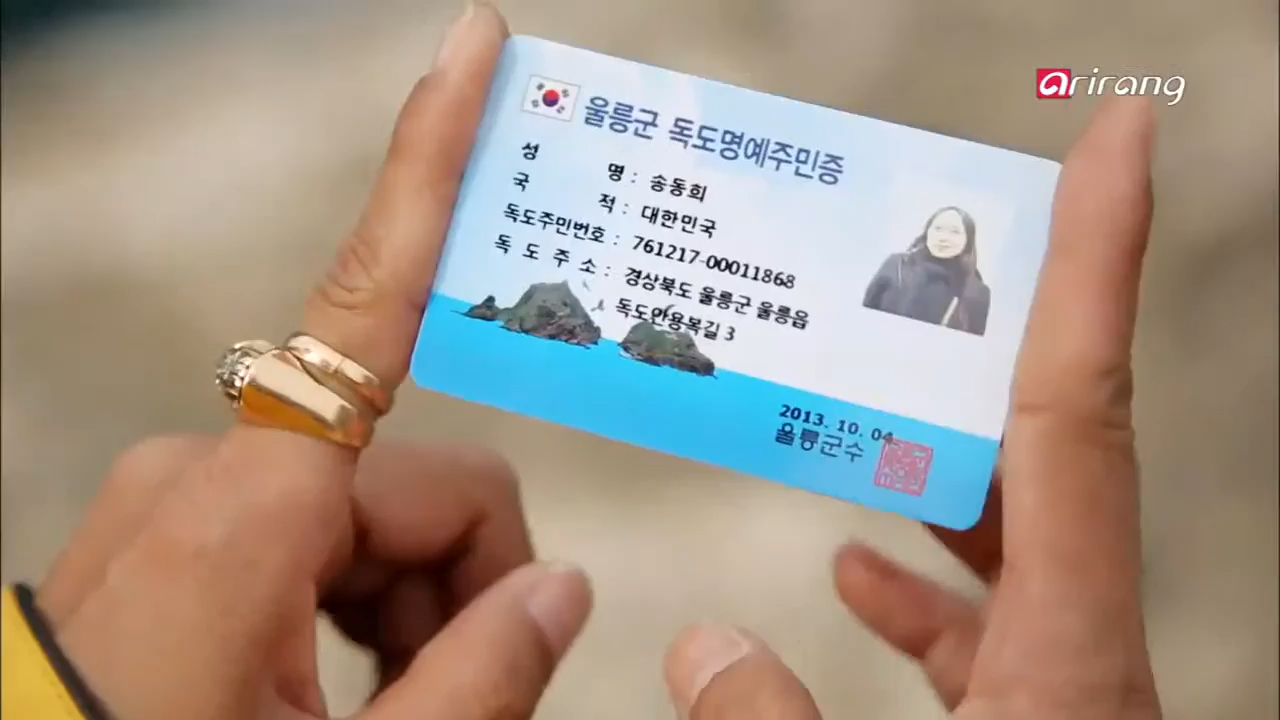 arirang
울릉군 독도명예주민증
성 명 : 송동희
국 적 : 대한민국
독도주민번호 : 761217-00011868
독 도 주 소 : 경상북도 울릉군 울릉읍
독도안용복길 3
2013. 10. 04
울릉군수